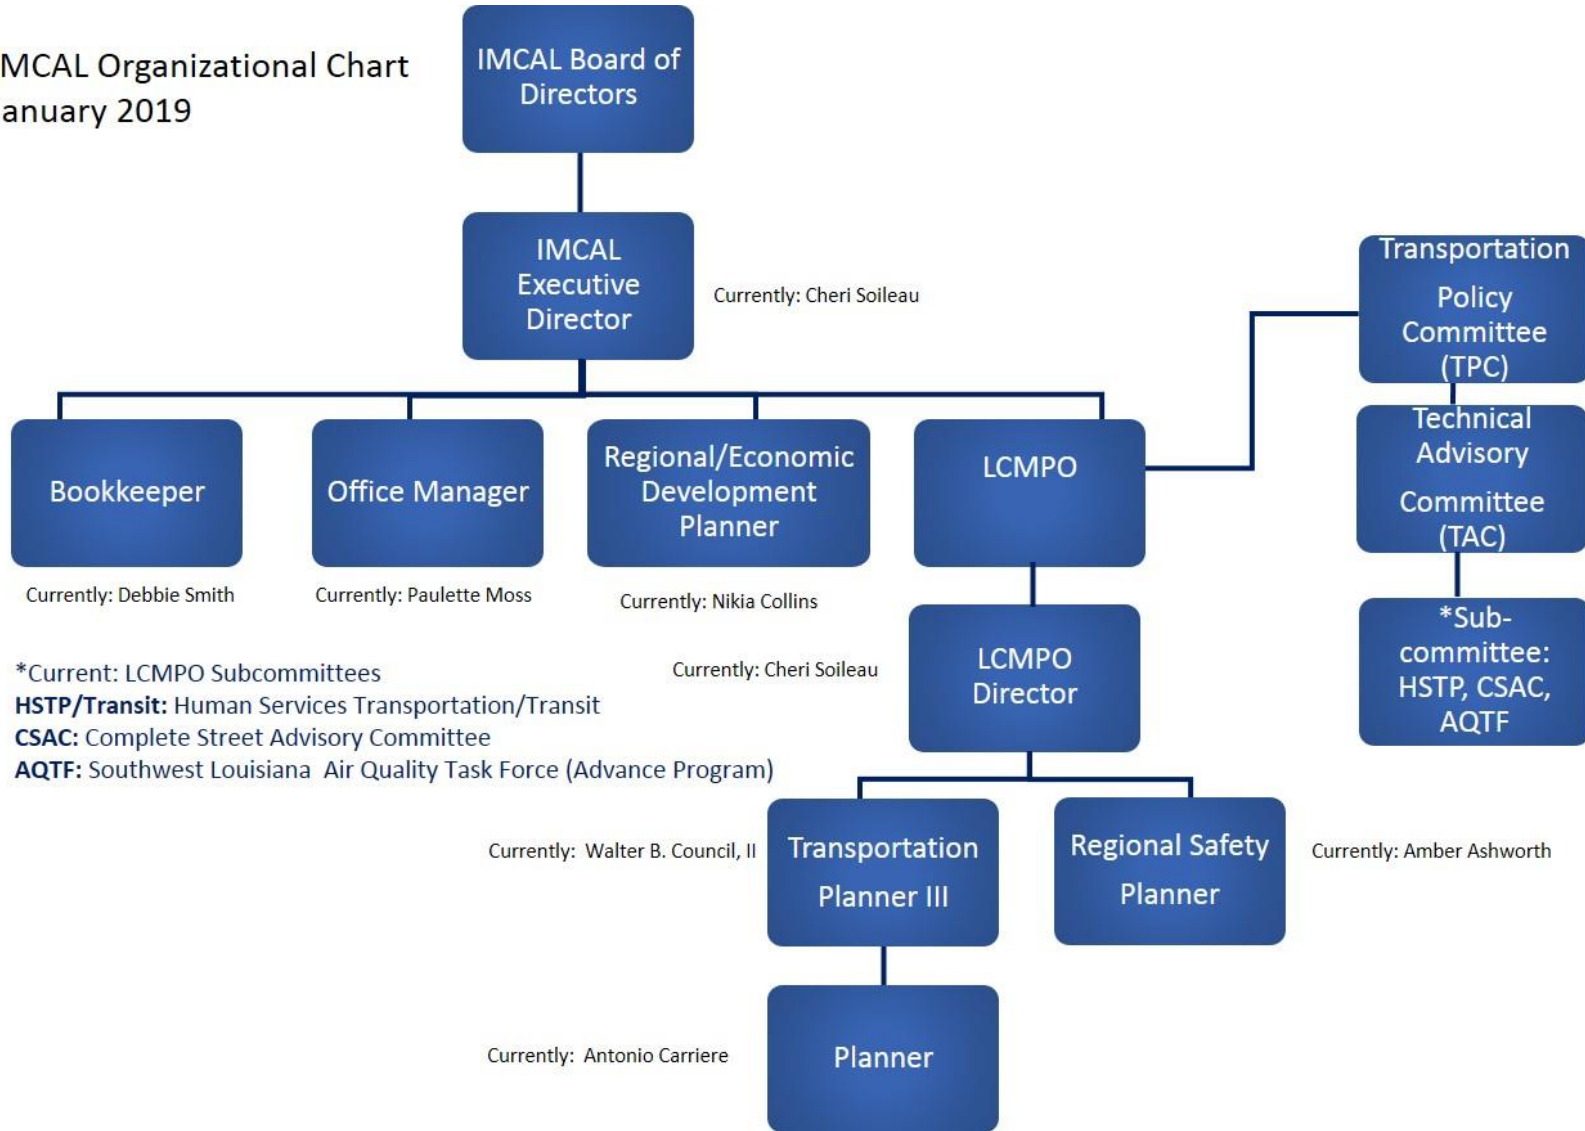 MCAL Organizational Chart
anuary 2019
IMCAL Board of
Directors
IMCAL
Executive
Director
Currently: Cheri Soileau
Transportation
Policy
Committee
(TPC)
Technical
Advisory
Committee
(TAC)
*Sub-
committee:
HSTP, CSAC,
AQTF
Bookkeeper
Currently: Debbie Smith
Office Manager
Currently: Paulette Moss
Regional/Economic
Development
Planner
Currently: Nikia Collins
LCMPO
LCMPO
Director
Currently: Cheri Soileau
*Current: LCMPO Subcommittees
HSTP/Transit: Human Services Transportation/Transit
CSAC: Complete Street Advisory Committee
AQTF: Southwest Louisiana  Air Quality Task Force (Advance Program)
Currently:  Walter B. Council, II
Transportation
Planner III
Regional Safety
Planner
Currently: Amber Ashworth
Currently:  Antonio Carriere
Planner